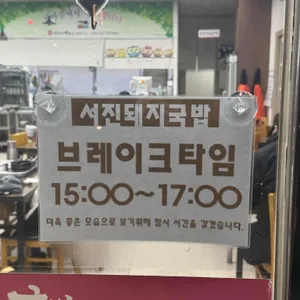 서진돼지국밥
브레이크타임
15:00~17:00
더욱 좋은 모습으로 보기위해 잠시 시간을 갖겠습니다.